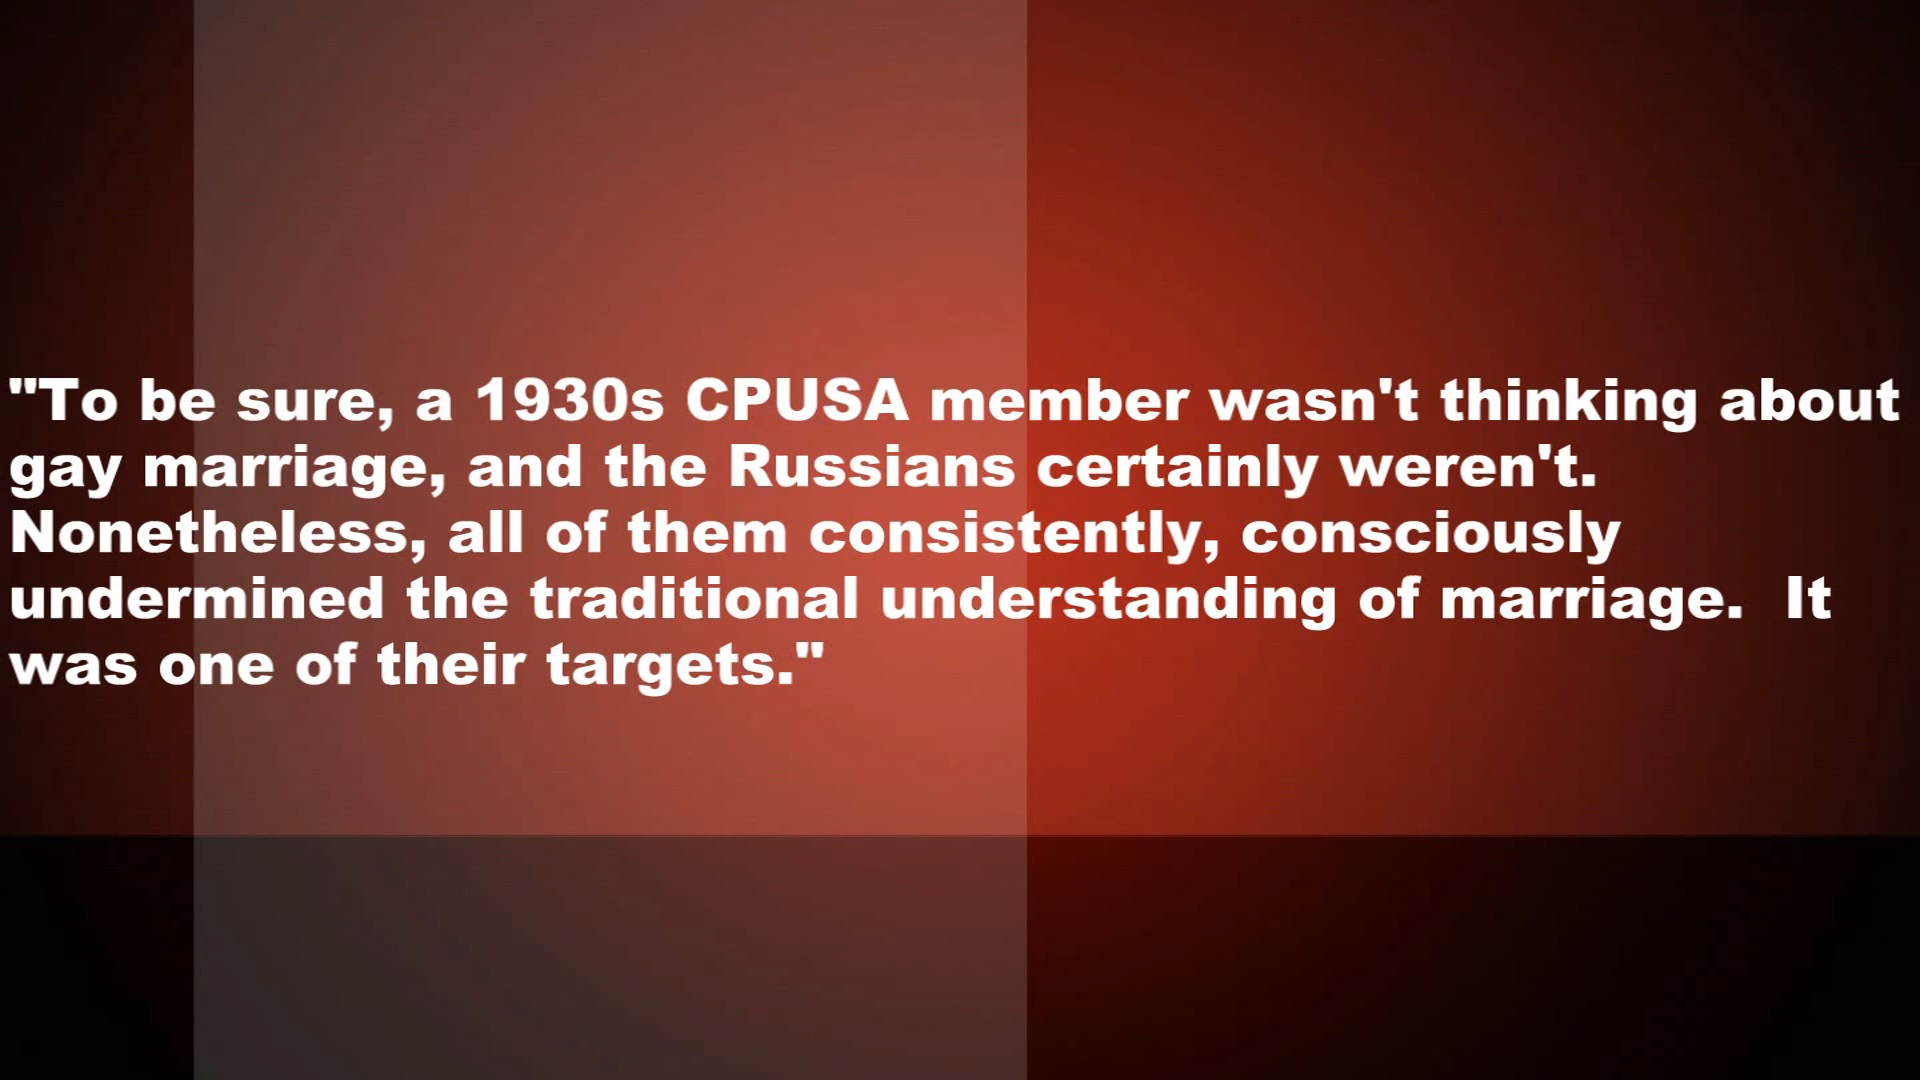 "To be sure, a 1930s CPUSA member wasn't thinking about
gay marriage, and the Russians certainly weren't.
Nonetheless, all of them consistently, consciously
undermined the traditional understanding of marriage.  It
was one of their targets."